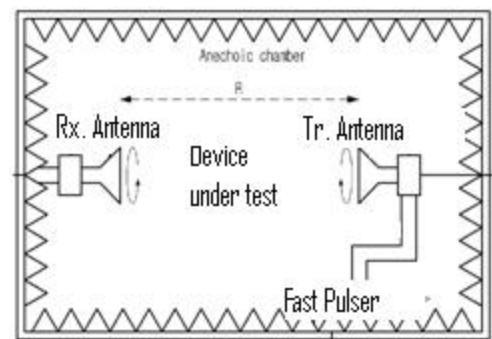 Anechoic chamber
R
Rx. Antenna
Tr. Antenna
Device
under test
Fast Pulser